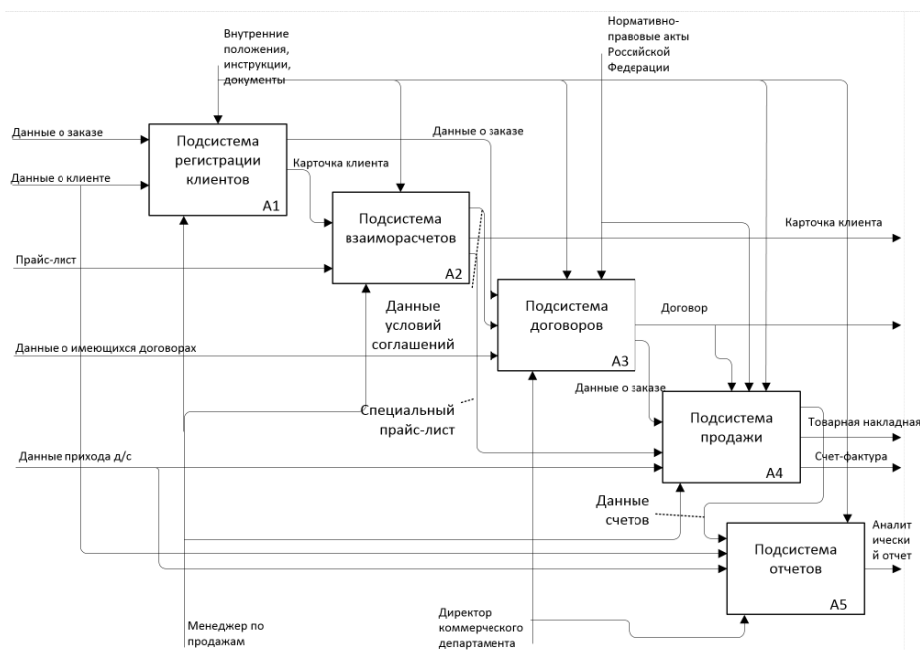 Внутренние
положения,
инструкции,
документы
Нормативно-
правовые акты
Российской
Федерации
Данные о заказе
Подсистема
регистрации
клиентов
A1
Данные о заказе
Данные о клиенте
Карточка клиента
Подсистема
взаиморасчетов
A2
Карточка клиента
Прайс-лист
Данные
условий
соглашений
Подсистема
договоров
A3
Договор
Данные о имеющихся договорах
Данные о заказе
Специальный
прайс-лист
Подсистема
продажи
A4
Товарная накладная
Счет-фактура
Данные прихода д/с
Данные
счетов
Подсистема
отчетов
A5
Аналит
ически
й отчет
Менеджер по
продажам
Директор
коммерческого
департамента